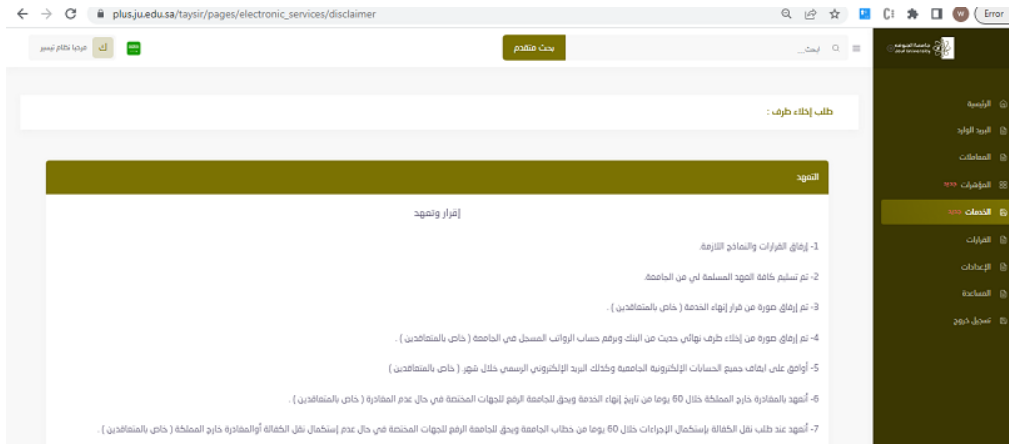 plus.ju.edu.sa/taysir/pages/electronic_services/disclaimer
Error
مرحبا نظام تيسير
ك
بحث متقدم
ابحث...
الرئيسية
البريد الوارد
المعاملات
المؤشرات
الخدمات
القرارات
الإعدادات
المساعدة
تسجيل خروج
طلب إخلاء طرف :
التعهد
إقرار وتعهد
1- إرفاق القرارات والنماذج اللازمة.
2- تم تسليم كافة العهد المسلمة لي من الجامعة.
3- تم إرفاق صورة من قرار إنهاء الخدمة ( خاص بالمتعاقدين ) .
4- تم إرفاق صورة من إخلاء طرف نهائي حديث من البنك وبرقم حساب الرواتب المسجل في الجامعة ( خاص بالمتعاقدين ) .
5- أوافق على ايقاف جميع الحسابات الإلكترونية الجامعية وكذلك البريد الإلكتروني الرسمي خلال شهر. ( خاص بالمتعاقدين )
6- أتعهد بالمغادرة خارج المملكة خلال 60 يوما من تاريخ إنهاء الخدمة ويحق للجامعة الرفع للجهات المختصة في حال عدم المغادرة ( خاص بالمتعاقدين ) .
7- أتعهد عند طلب نقل الكفالة بإستكمال الإجراءات خلال 60 يوما من خطاب الجامعة ويحق للجامعة الرفع للجهات المختصة في حال عدم إستكمال نقل الكفالة أوالمغادرة خارج المملكة ( خاص بالمتعاقدين ) .